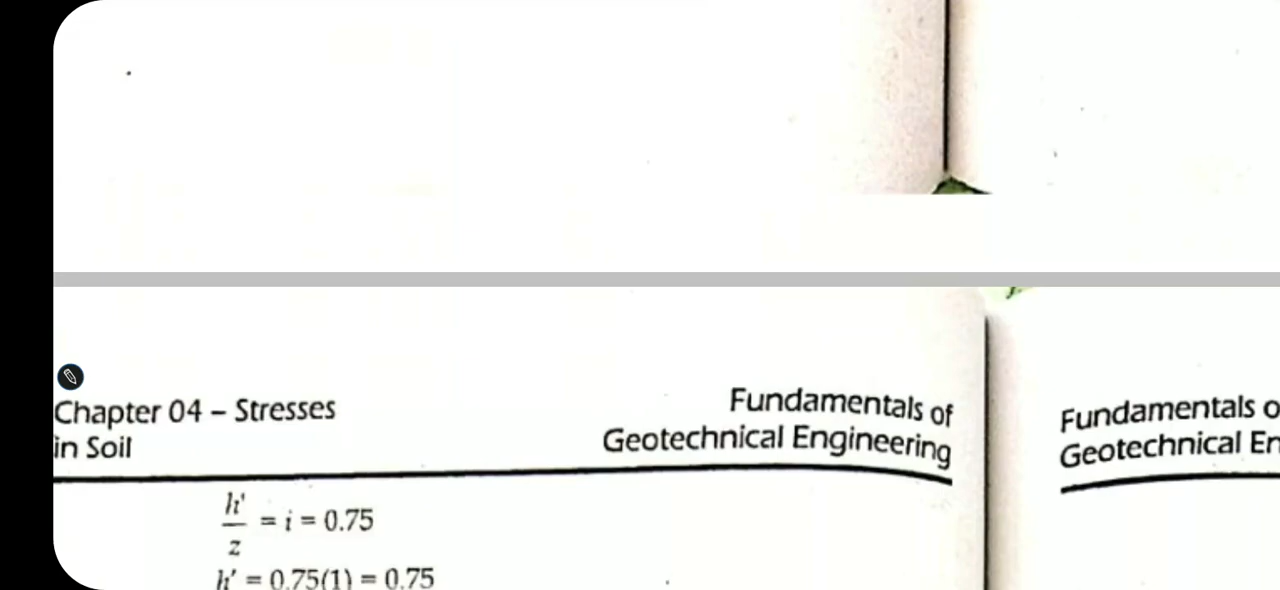 Chapter 04 – Stresses
in Soil
Fundamentals of
Geotechnical Engineering
h'
z
= i = 0.75
h' = 0.75(1) = 0.75
Fundamentals o
Geotechnical En